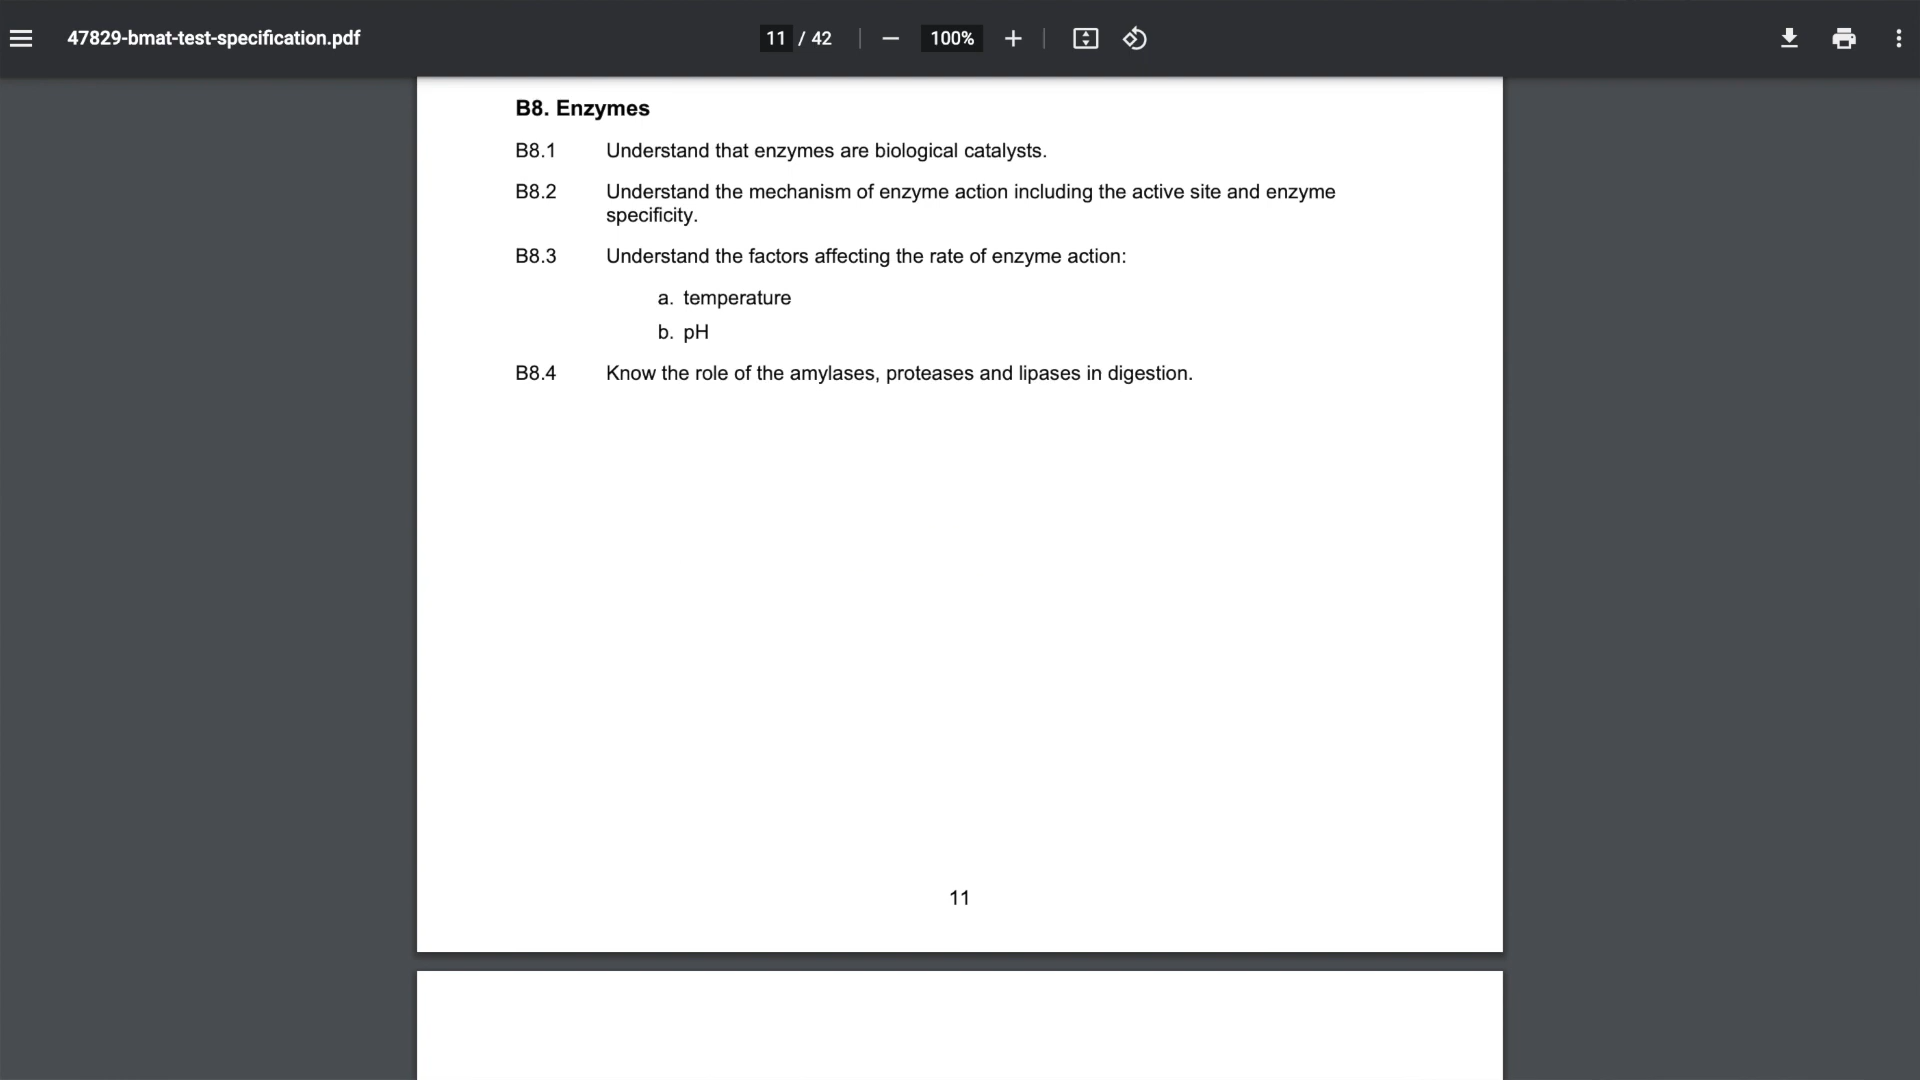 47829-bmat-test-specification.pdf
11 / 42
100%
B8. Enzymes
B8.1 Understand that enzymes are biological catalysts.
B8.2 Understand the mechanism of enzyme action including the active site and enzyme
specificity.
B8.3 Understand the factors affecting the rate of enzyme action:
a. temperature
b. pH
B8.4 Know the role of the amylases, proteases and lipases in digestion.
11